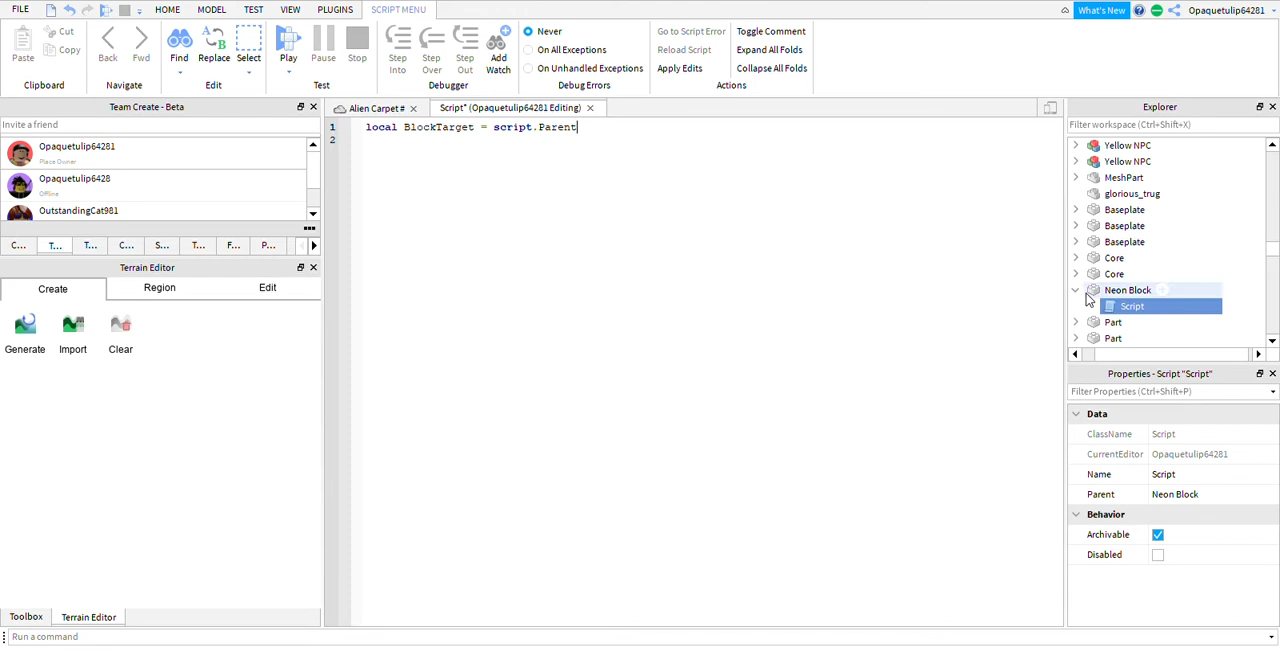 FILE HOME MODEL TEST VIEW PLUGINS SCRIPT MENU What's New Opaquetulip64281
Paste Cut Copy Back Fwd Find Replace Select Play Pause Stop Step Into Step Over Step Out Add Watch
Never
On All Exceptions
On Unhandled Exceptions
Go to Script Error
Reload Script
Apply Edits
Toggle Comment
Expand All Folds
Collapse All Folds
Clipboard Navigate Edit Test Debugger Debug Errors Actions
Team Create - Beta
Invite a friend
Opaquetulip64281
Place Owner
Opaquetulip6428
Offline
OutstandingCat981
C... T... T... C... S... T... F... P...
Terrain Editor
Create Region Edit
Generate Import Clear
Toolbox Terrain Editor
Alien Carpet #
Script* (Opaquetulip64281 Editing)
1 local BlockTarget = script.Parent
2
Explorer
Filter workspace (Ctrl+Shift+X)
Yellow NPC
Yellow NPC
MeshPart
glorious_trug
Baseplate
Baseplate
Baseplate
Core
Core
Neon Block
Script
Part
Part
Properties - Script "Script"
Filter Properties (Ctrl+Shift+P)
Data
ClassName Script
CurrentEditor Opaquetulip64281
Name Script
Parent Neon Block
Behavior
Archivable
Disabled
Run a command